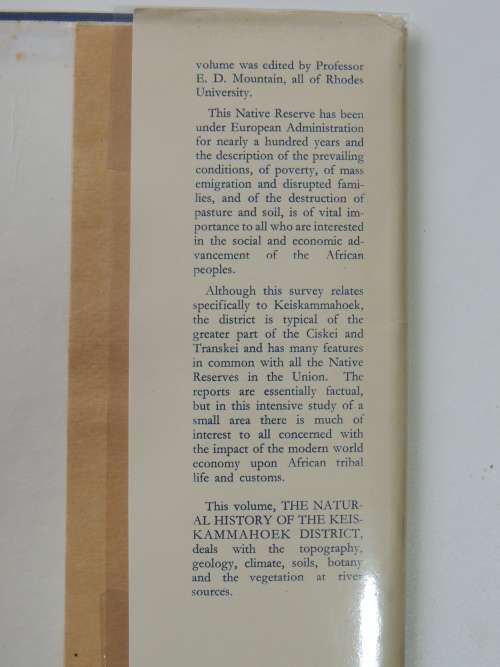 volume was edited by Professor
E. D. Mountain, all of Rhodes
University.
This Native Reserve has been
under European Administration
for nearly a hundred years and
the description of the prevailing
conditions, of poverty, of mass
emigration and disrupted fami-
lies, and of the destruction of
pasture and soil, is of vital im-
portance to all who are interested
in the social and economic ad-
vancement of the African
peoples.
Although this survey relates
specifically to Keiskammahoek,
the district is typical of the
greater part of the Ciskei and
Transkei and has many features
in common with all the Native
Reserves in the Union. The
reports are essentially factual,
but in this intensive study of a
small area there is much of
interest to all concerned with
the impact of the modern world
economy upon African tribal
life and customs.
This volume, THE NATUR-
AL HISTORY OF THE KEIS-
KAMMAHOEK DISTRICT,
deals with the topography,
geology, climate, soils, botany
and the vegetation at river
sources.